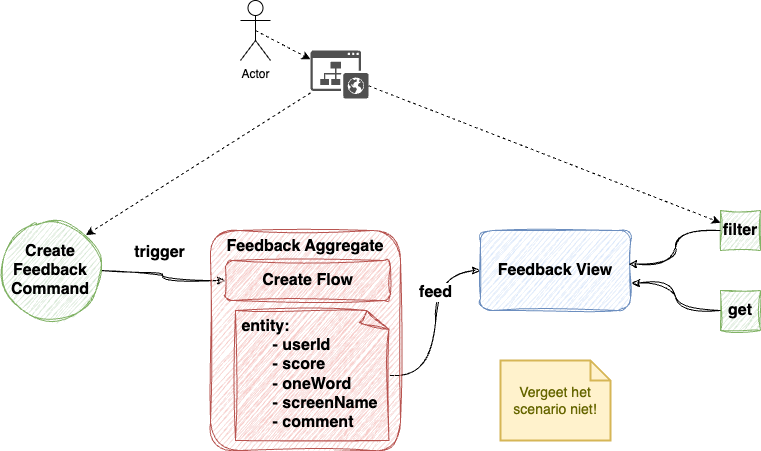 Actor
Create
Feedback
Command
trigger
Feedback Aggregate
Create Flow
entity:
- userId
- score
- oneWord
- screenName
- comment
feed
Feedback View
filter
get
Vergeet het
scenario niet!